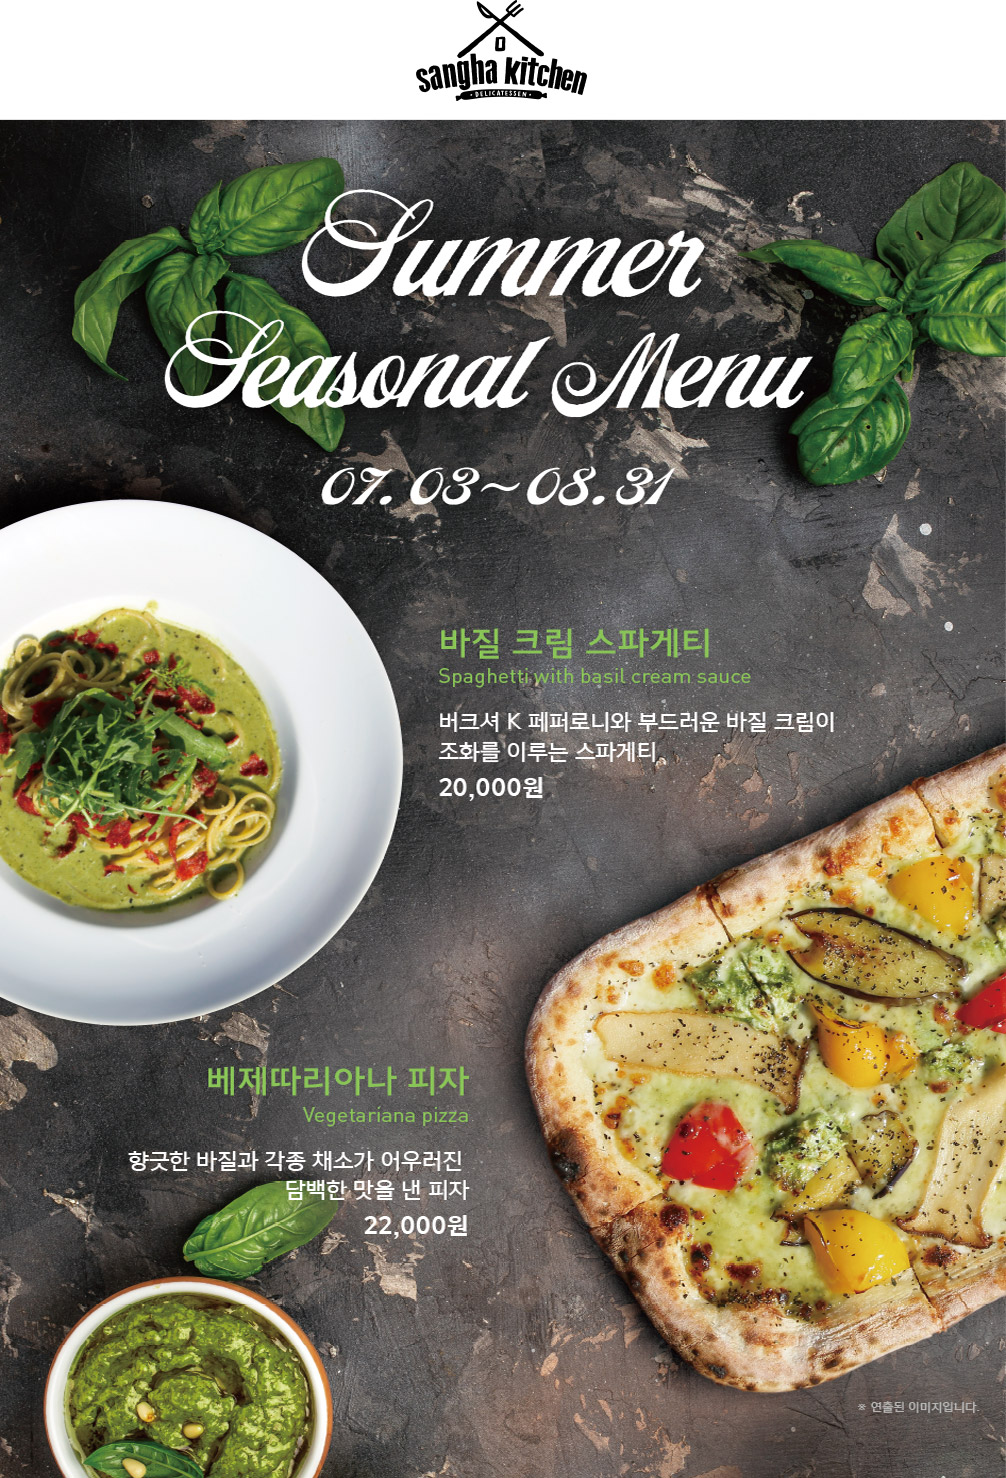 sangha kitchen
DELICATESSEN
Summer
Seasonal Menu
07.03~08.31
바질 크림 스파게티
Spaghetti with basil cream sauce
버크셔 K 페퍼로니와 부드러운 바질 크림이
조화를 이루는 스파게티
20,000원
베제따리아나 피자
Vegetariana pizza
향긋한 바질과 각종 채소가 어우러진
담백한 맛을 낸 피자
22,000원
※ 연출된 이미지입니다.